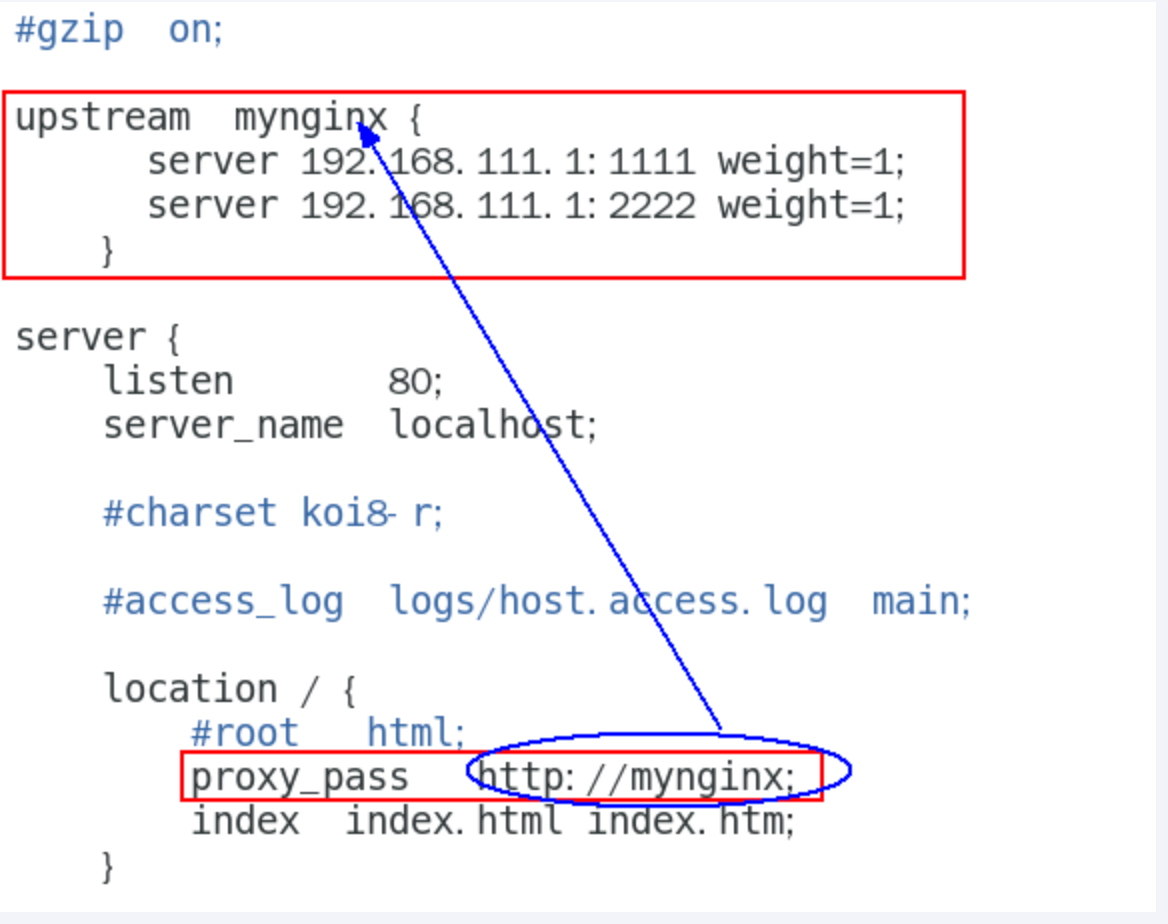 #gzip  on;
upstream  mynginx {
server 192.168.111.1:1111 weight=1;
server 192.168.111.1:2222 weight=1;
}
server {
listen       80;
server_name  localhost;
#charset koi8-r;
#access_log  logs/host.access.log  main;
location / {
#root   html;
proxy_pass   http://mynginx;
index  index.html index.htm;
}